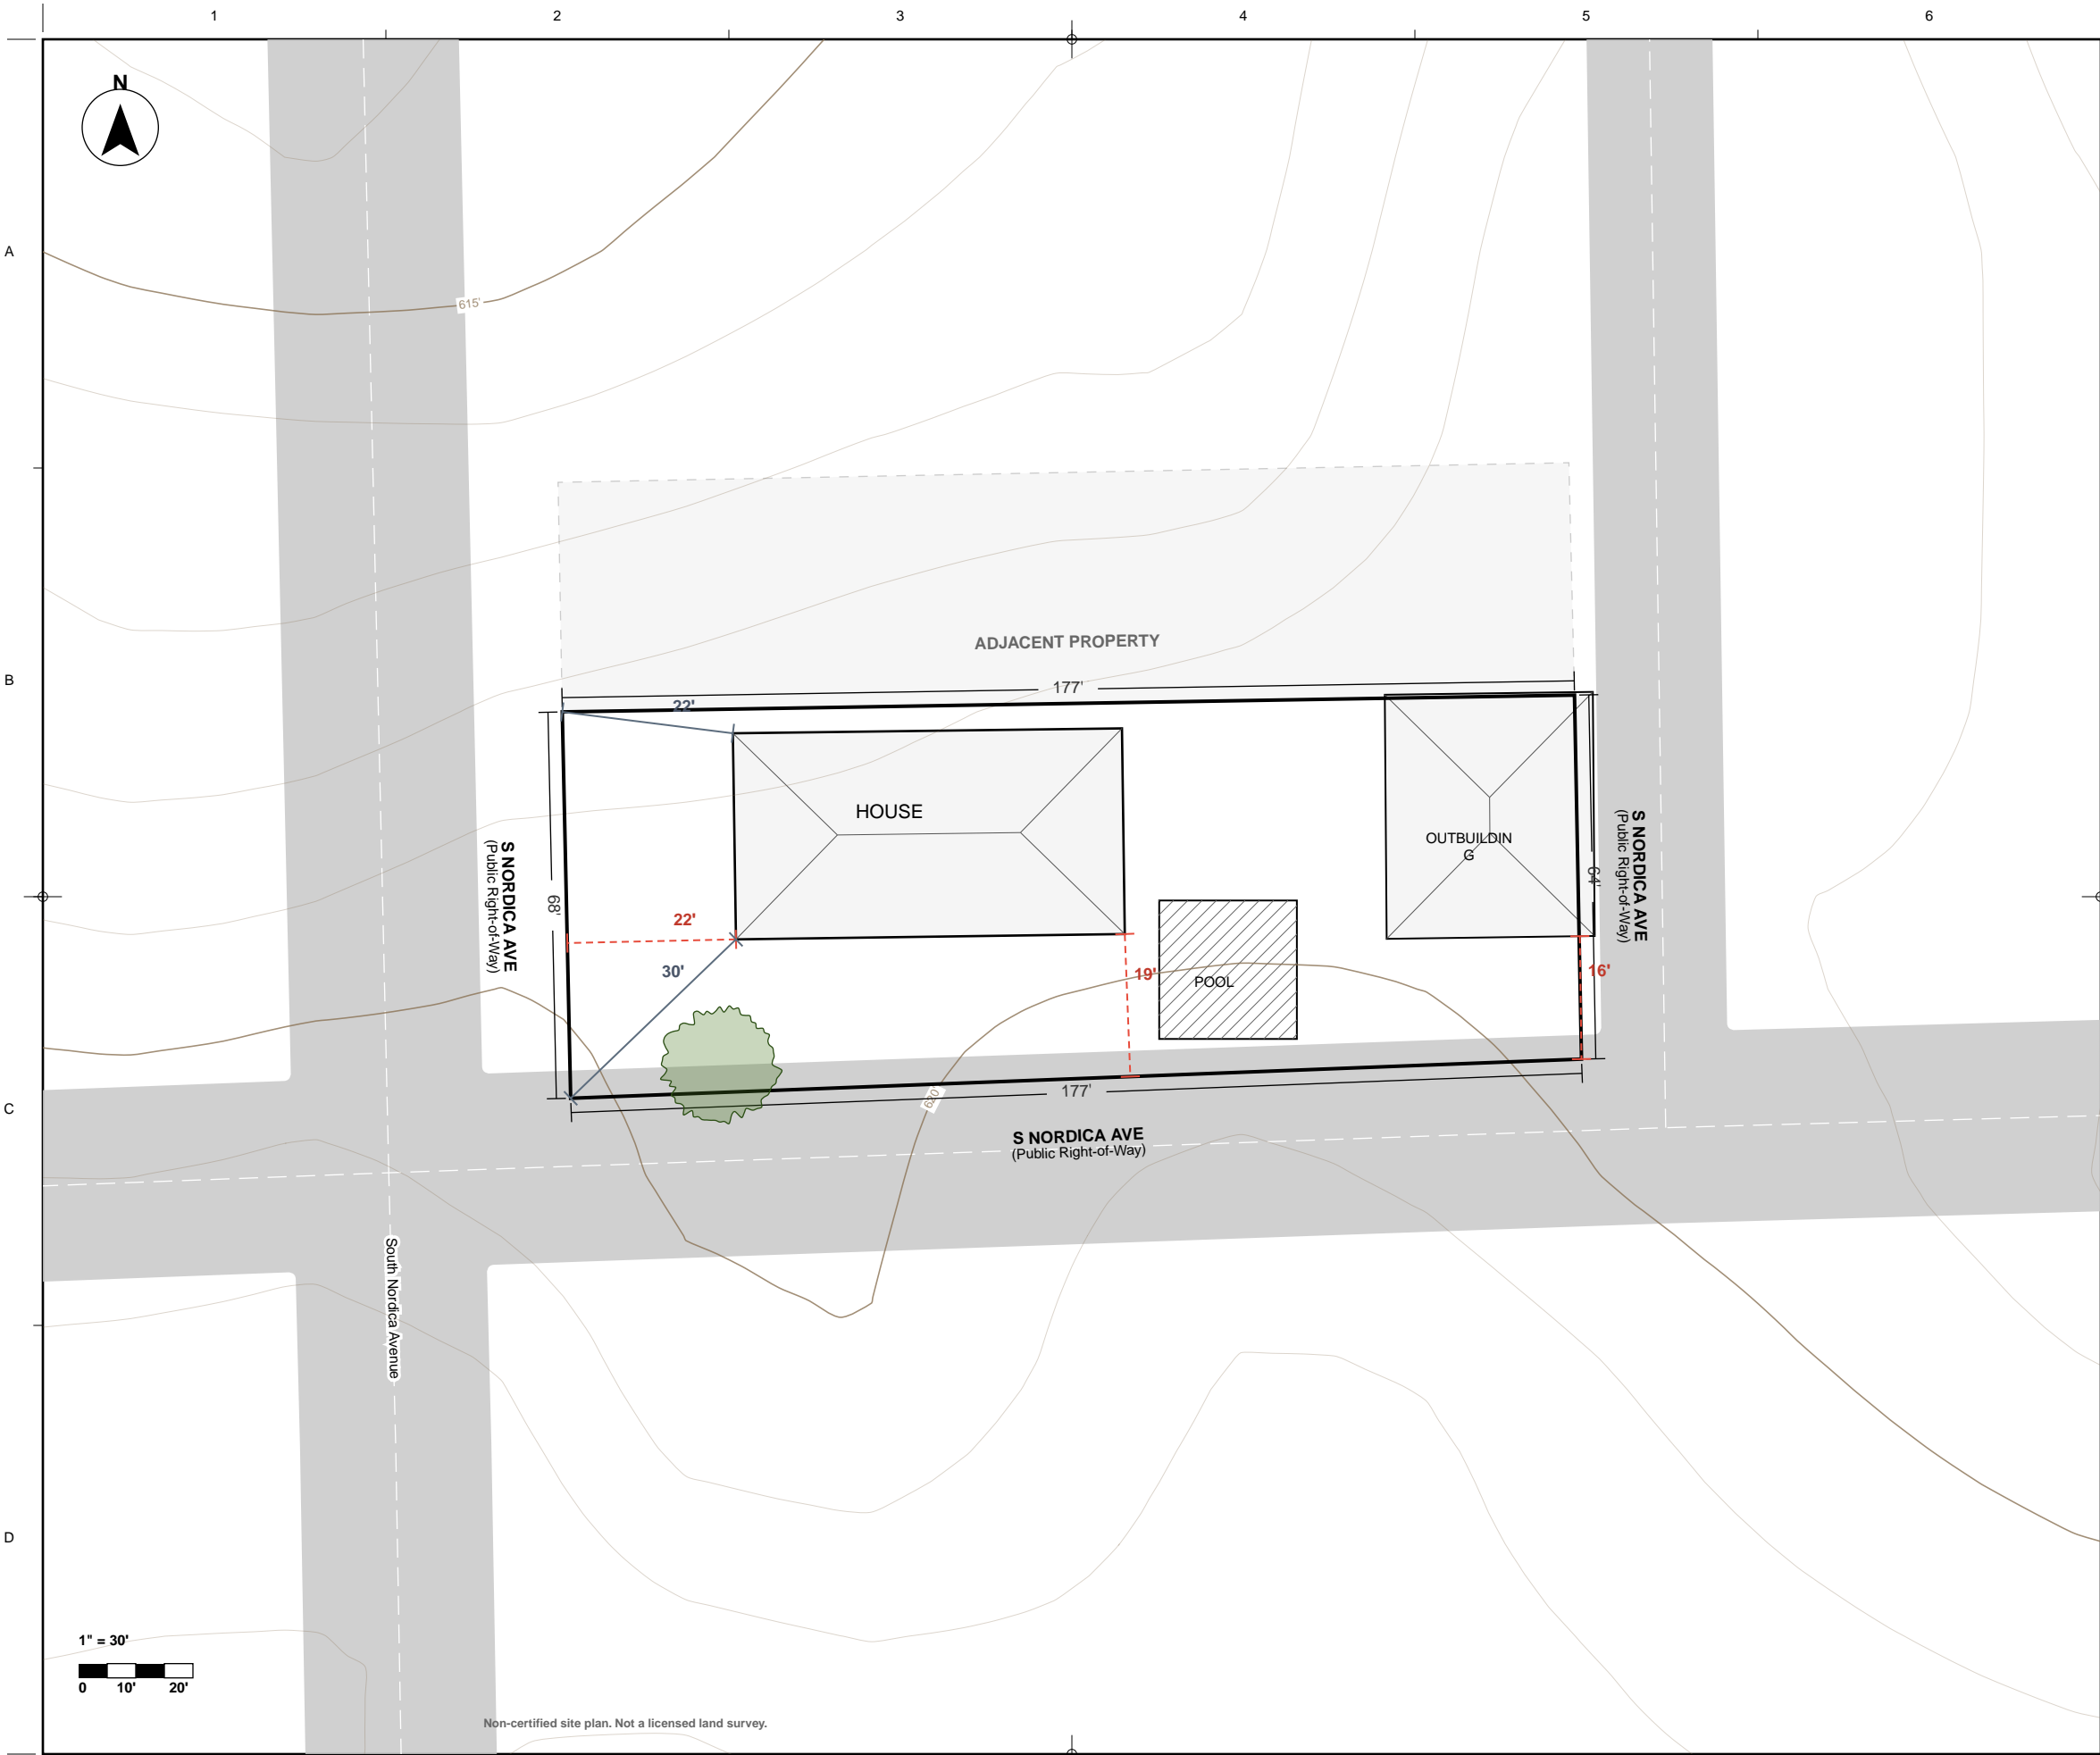 1 2 3 4 5 6
N
A
615'
ADJACENT PROPERTY
B
177'
22'
HOUSE
OUTBUILDIN
G
S NORDICA AVE
(Public Right-of-Way)
S NORDICA AVE
(Public Right-of-Way)
68'
64'
22'
30'
19'
POOL
16'
620'
177'
C
S NORDICA AVE
(Public Right-of-Way)
South Nordica Avenue
D
1" = 30'
0 10' 20'
Non-certified site plan. Not a licensed land survey.